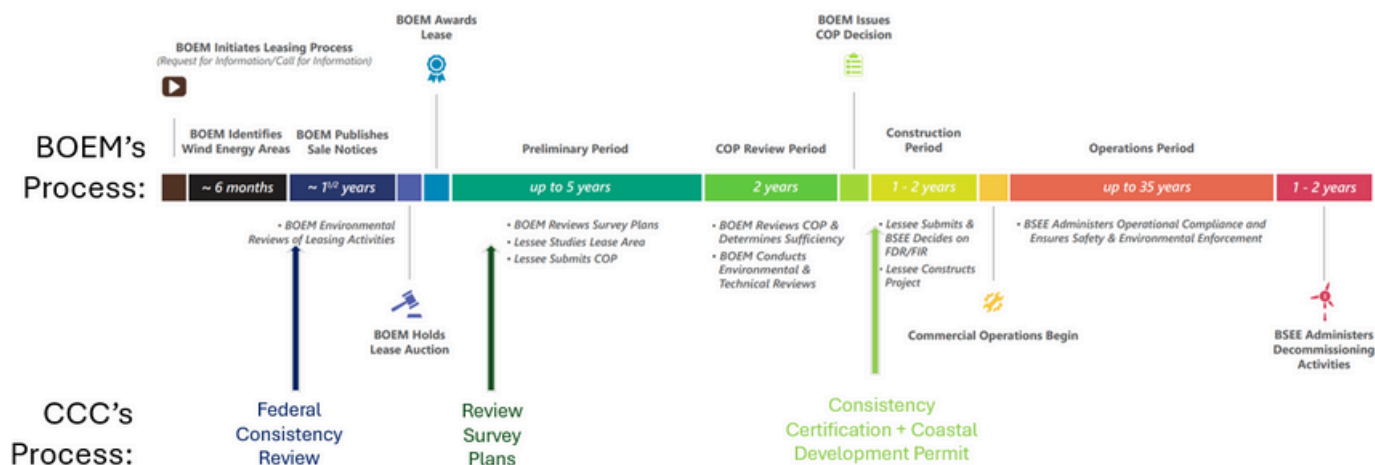 BOEM Awards
Lease
BOEM Issues
COP Decision
BOEM Initiates Leasing Process
(Request for Information/Call for Information)
BOEM's
Process:
BOEM Identifies
Wind Energy Areas
BOEM Publishes
Sale Notices
Preliminary Period
COP Review Period
Construction
Period
Operations Period
~ 6 months
~ 1 1/2 years
up to 5 years
2 years
1 - 2 years
up to 35 years
1 - 2 years
• BOEM Environmental
Reviews of Leasing Activities
• BOEM Reviews Survey Plans
• Lessee Studies Lease Area
• Lessee Submits COP
• BOEM Reviews COP &
Determines Sufficiency
• BOEM Conducts
Environmental &
Technical Reviews
• Lessee Submits &
BSEE Decides on
FDR/FIR
• Lessee Constructs
Project
• BSEE Administers Operational Compliance and
Ensures Safety & Environmental Enforcement
BOEM Holds
Lease Auction
Commercial Operations Begin
BSEE Administers
Decommissioning
Activities
CCC's
Process:
Federal
Consistency
Review
Review
Survey
Plans
Consistency
Certification + Coastal
Development Permit